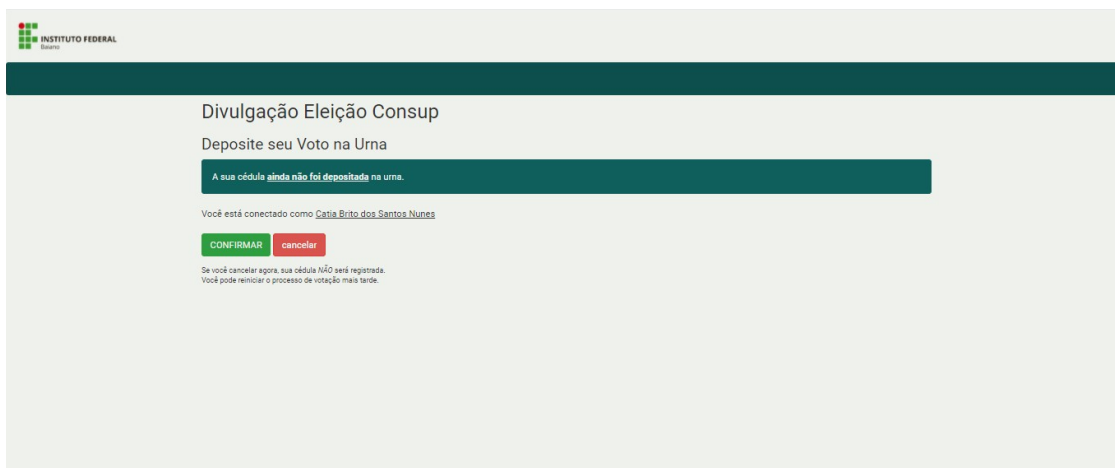 INSTITUTO FEDERAL
Baiano
Divulgação Eleição Consup
Deposite seu Voto na Urna
A sua cédula ainda não foi depositada na urna.
Você está conectado como Catia Brito dos Santos Nunes
CONFIRMAR cancelar
Se você cancelar agora, sua cédula NÃO será registrada.
Você pode reiniciar o processo de votação mais tarde.